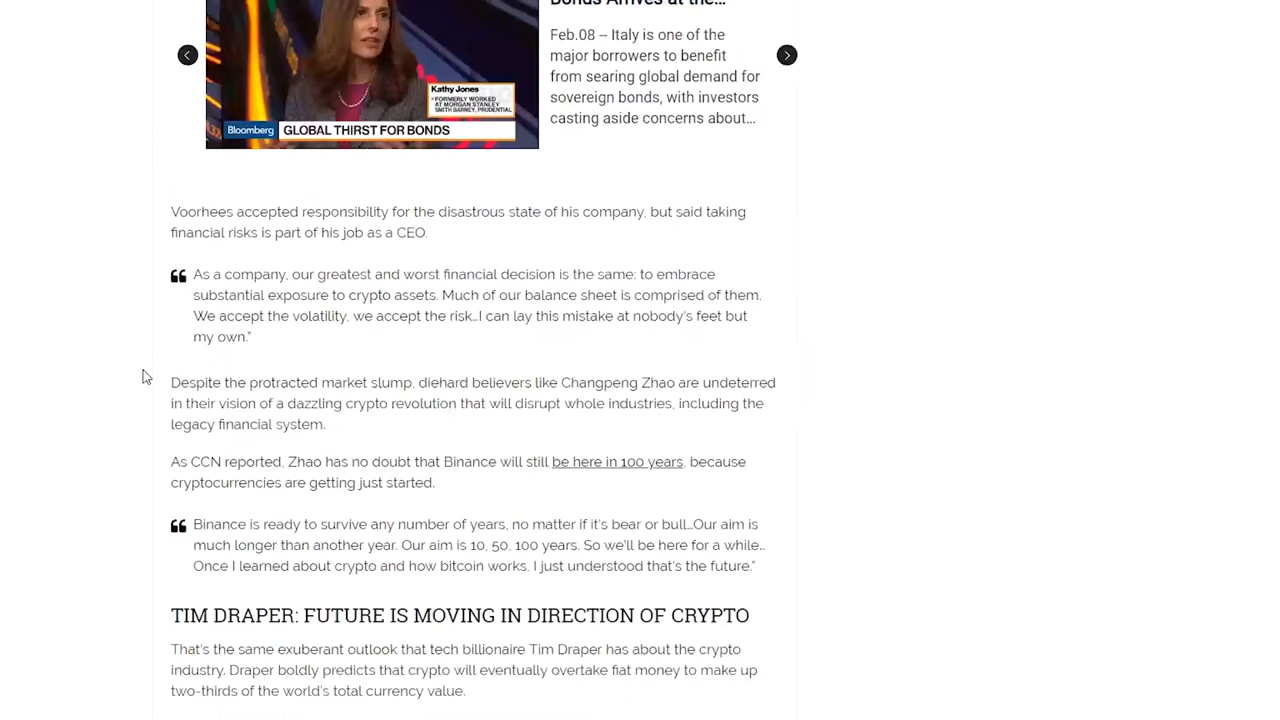 Bonds Arrives at the...
Feb.08 -- Italy is one of the
major borrowers to benefit
from searing global demand for
sovereign bonds, with investors
casting aside concerns about...
Kathy Jones
FORMERLY WORKED
AT MORGAN STANLEY
SMITH BARNEY, PRUDENTIAL
Bloomberg
GLOBAL THIRST FOR BONDS
Voorhees accepted responsibility for the disastrous state of his company, but said taking
financial risks is part of his job as a CEO.
As a company, our greatest and worst financial decision is the same: to embrace
substantial exposure to crypto assets. Much of our balance sheet is comprised of them.
We accept the volatility, we accept the risk…I can lay this mistake at nobody's feet but
my own."
Despite the protracted market slump, diehard believers like Changpeng Zhao are undeterred
in their vision of a dazzling crypto revolution that will disrupt whole industries, including the
legacy financial system.
As CCN reported, Zhao has no doubt that Binance will still be here in 100 years, because
cryptocurrencies are getting just started.
Binance is ready to survive any number of years, no matter if it's bear or bull…Our aim is
much longer than another year. Our aim is 10, 50, 100 years. So we'll be here for a while…
Once I learned about crypto and how bitcoin works, I just understood that's the future."
TIM DRAPER: FUTURE IS MOVING IN DIRECTION OF CRYPTO
That's the same exuberant outlook that tech billionaire Tim Draper has about the crypto
industry. Draper boldly predicts that crypto will eventually overtake fiat money to make up
two-thirds of the world's total currency value.